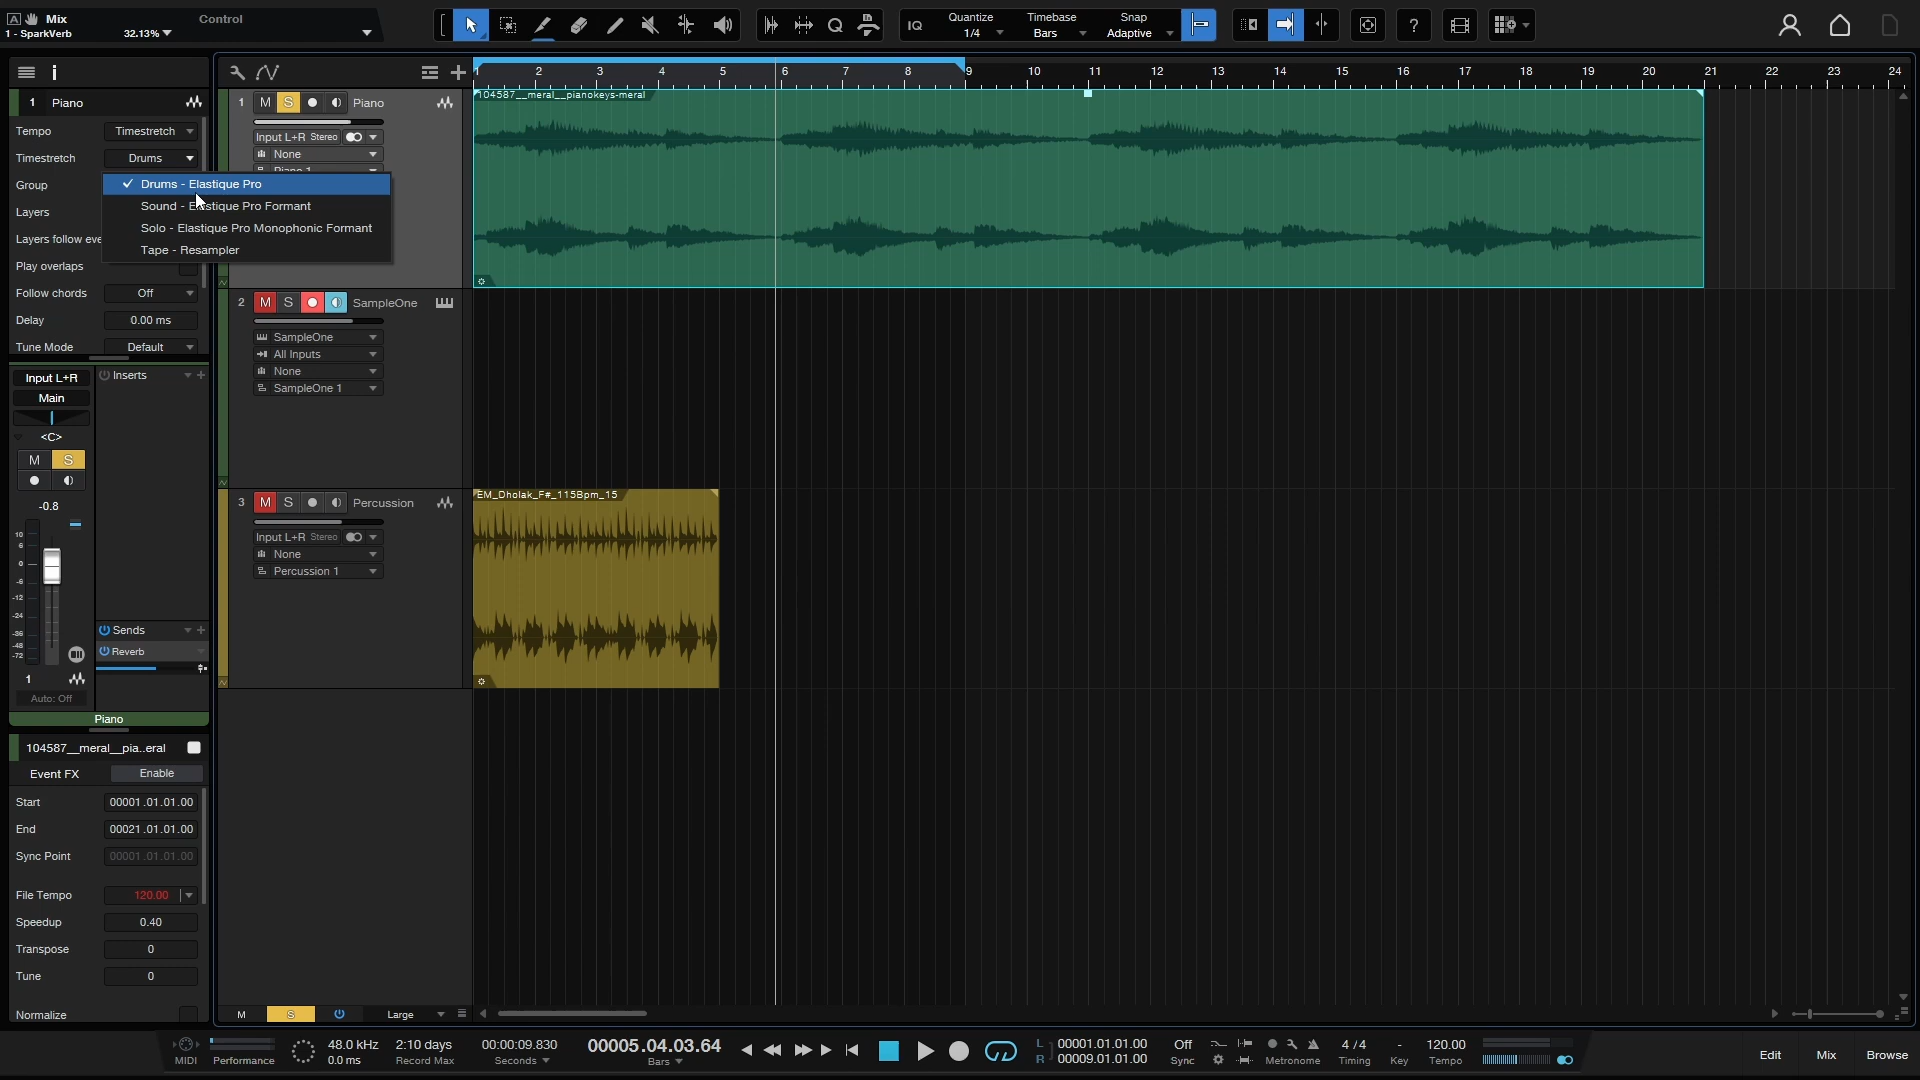 A Mix
1 - SparkVerb
32.13%
Control
IQ
Quantize
1/4
Timebase
Bars
Snap
Adaptive
?
1 Piano
Tempo Timestretch
Timestretch Drums
Group
Layers
Layers follow eve
Play overlaps
Follow chords Off
Delay 0.00 ms
Tune Mode Default
Drums - Elastique Pro
Sound - Elastique Pro Formant
Solo - Elastique Pro Monophonic Formant
Tape - Resampler
1 M S Piano
Input L+R Stereo
None
2 M S SampleOne
SampleOne
All Inputs
None
SampleOne 1
3 M S Percussion
Input L+R Stereo
None
Percussion 1
1 2 3 4 5 6 7 8 9 10 11 12 13 14 15 16 17 18 19 20 21 22 23 24
104587__meral__pianokeys-meral
EM_Dholak_F#_115Bpm_15
Input L+R
Main
<C>
M S
-0.8
10
6
0
-6
-12
-24
-36
-48
-72
1
Auto: Off
Piano
Inserts
Sends
Reverb
104587__meral__pia..eral
Event FX Enable
Start 00001.01.01.00
End 00021.01.01.00
Sync Point 00001.01.01.00
File Tempo 120.00
Speedup 0.40
Transpose 0
Tune 0
Normalize
M S Large
MIDI
Performance
48.0 kHz
0.0 ms
2:10 days
Record Max
00:00:09.830
Seconds
00005.04.03.64
Bars
L 00001.01.01.00
R 00009.01.01.00
Off
Sync
Metronome
4 / 4
Timing
-
Key
120.00
Tempo
Edit
Mix
Browse